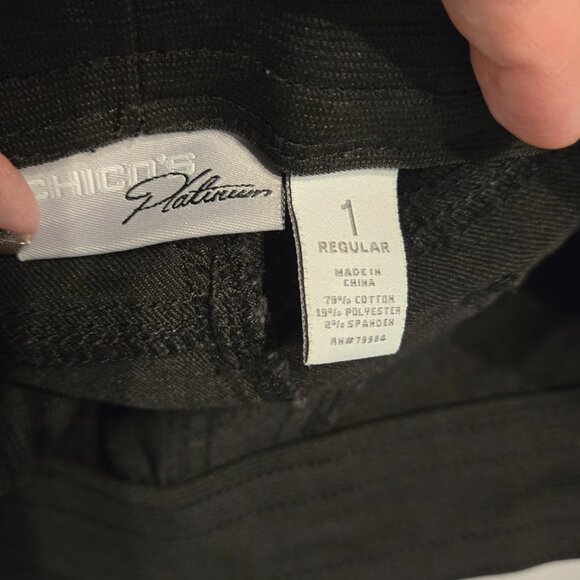 CHICO'S
Platinum
1
REGULAR
MADE IN
CHINA
79% COTTON
19% POLYESTER
2% SPANDEX
RN#79984